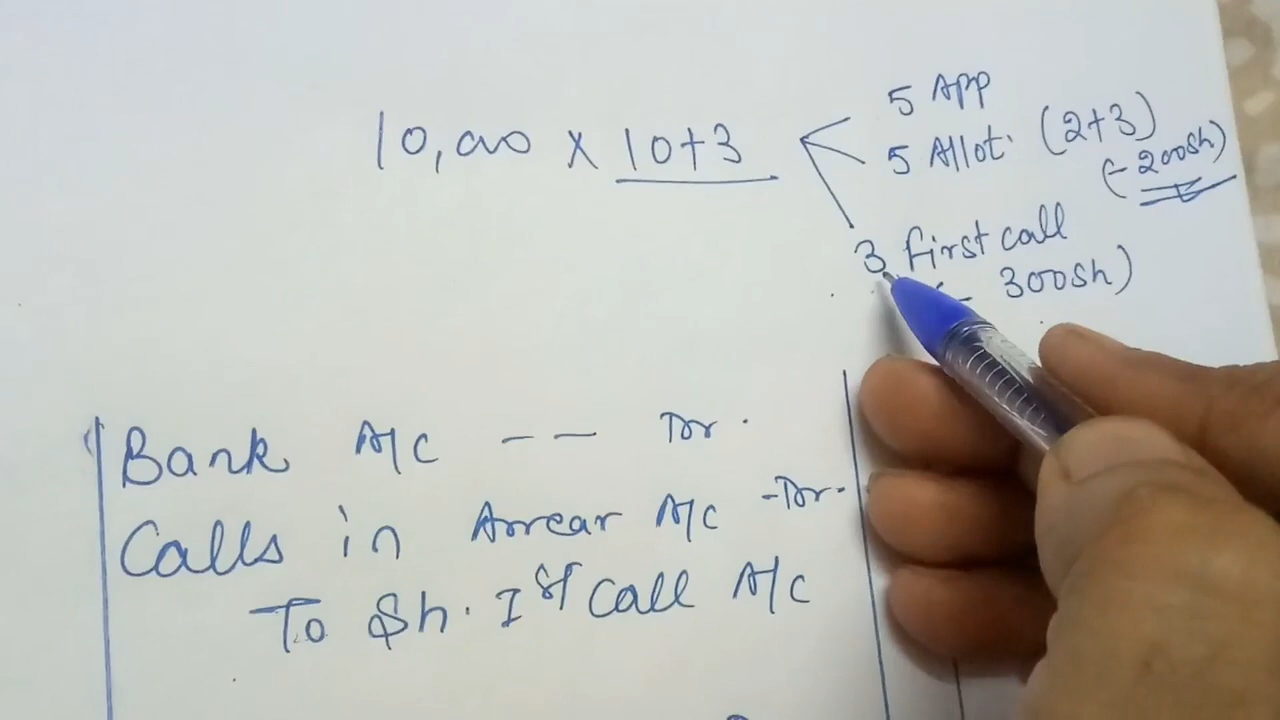 10,000 × 10+3
5 App
5 Allot. (2+3)
(-200sh)
3 first call
(- 300sh)
Bank A/C -- Dr.
Calls in Arrear A/C -Dr-
To Sh. Ist Call A/C